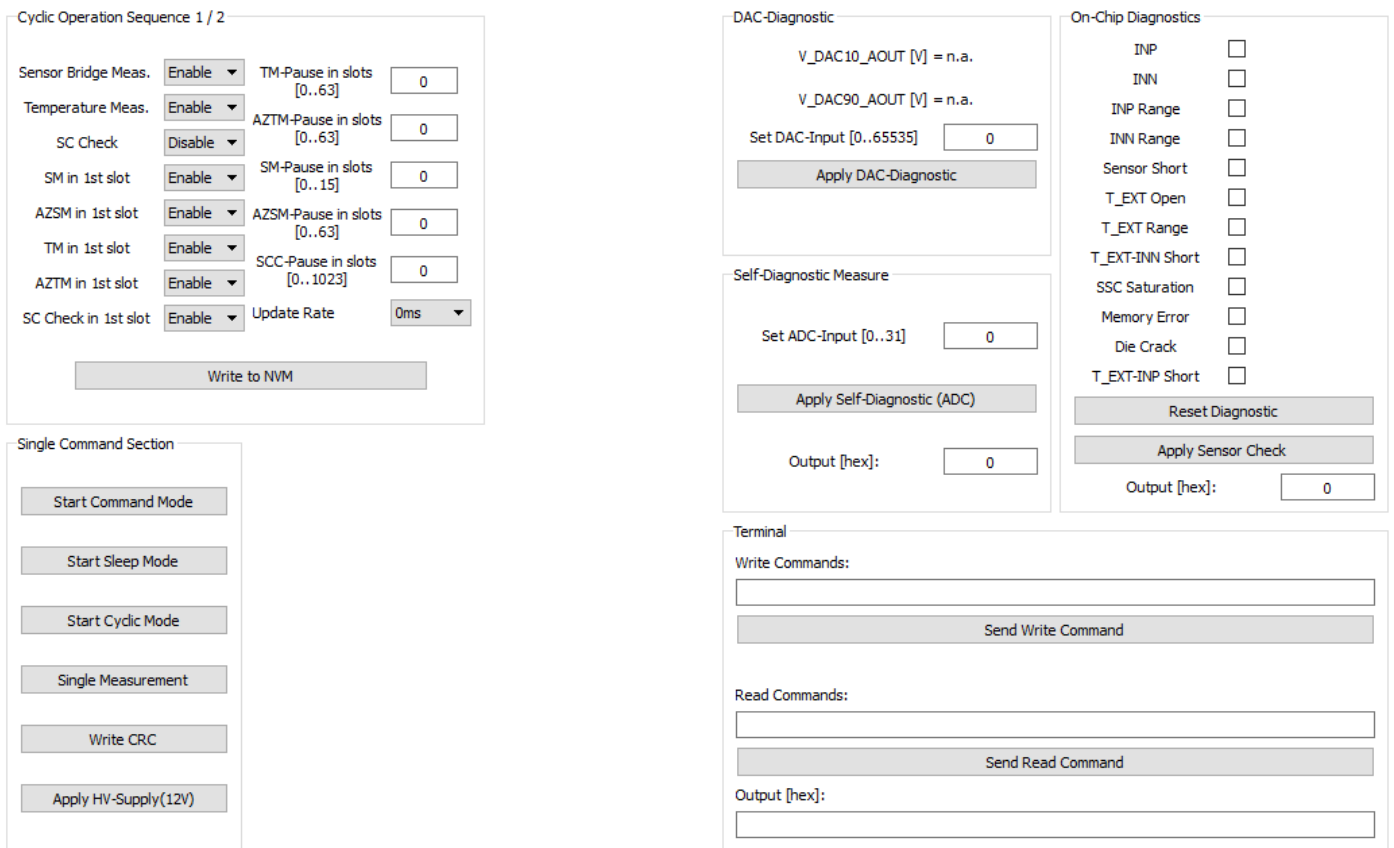 Cyclic Operation Sequence 1 / 2
Sensor Bridge Meas. Enable
Temperature Meas. Enable
SC Check Disable
SM in 1st slot Enable
AZSM in 1st slot Enable
TM in 1st slot Enable
AZTM in 1st slot Enable
SC Check in 1st slot Enable
TM-Pause in slots
[0..63] 0
AZTM-Pause in slots
[0..63] 0
SM-Pause in slots
[0..15] 0
AZSM-Pause in slots
[0..63] 0
SCC-Pause in slots
[0..1023] 0
Update Rate 0ms
Write to NVM
Single Command Section
Start Command Mode
Start Sleep Mode
Start Cyclic Mode
Single Measurement
Write CRC
Apply HV-Supply(12V)
DAC-Diagnostic
V_DAC10_AOUT [V] = n.a.
V_DAC90_AOUT [V] = n.a.
Set DAC-Input [0..65535] 0
Apply DAC-Diagnostic
Self-Diagnostic Measure
Set ADC-Input [0..31] 0
Apply Self-Diagnostic (ADC)
Output [hex]: 0
On-Chip Diagnostics
INP
INN
INP Range
INN Range
Sensor Short
T_EXT Open
T_EXT Range
T_EXT-INN Short
SSC Saturation
Memory Error
Die Crack
T_EXT-INP Short
Reset Diagnostic
Apply Sensor Check
Output [hex]: 0
Terminal
Write Commands:
Send Write Command
Read Commands:
Send Read Command
Output [hex]: